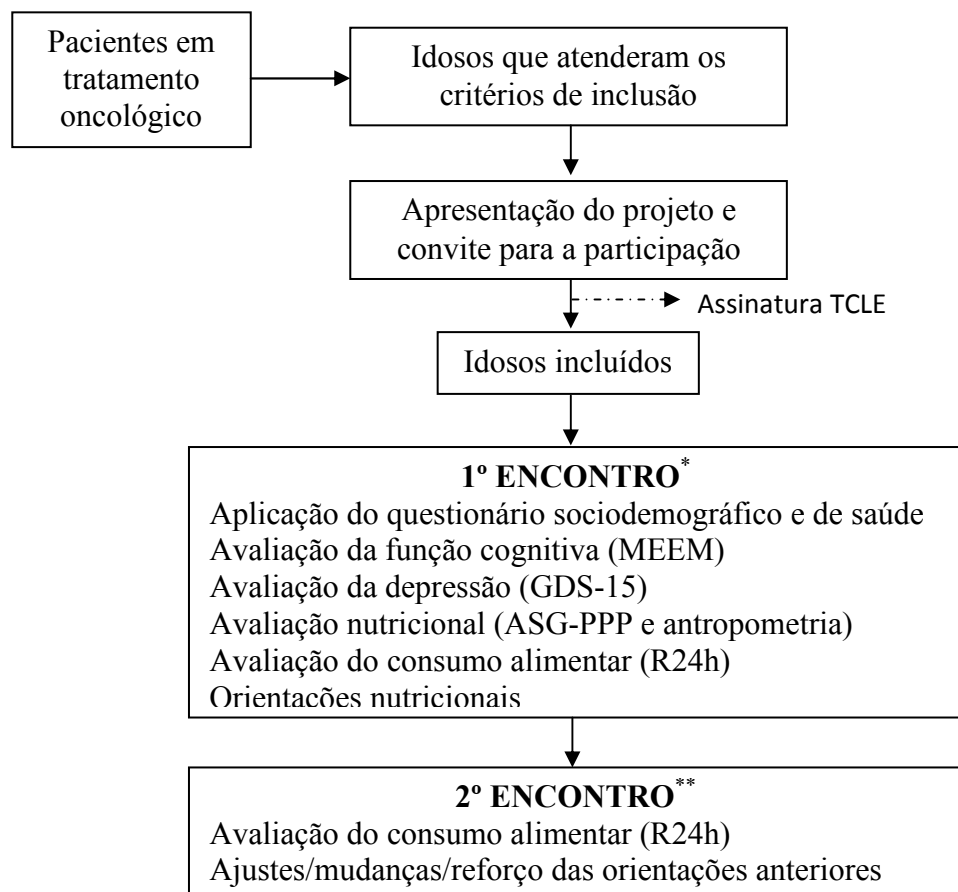 Pacientes em
tratamento
oncológico
Idosos que atenderam os
critérios de inclusão
Apresentação do projeto e
convite para a participação
Assinatura TCLE
Idosos incluídos
1º ENCONTRO*
Aplicação do questionário sociodemográfico e de saúde
Avaliação da função cognitiva (MEEM)
Avaliação da depressão (GDS-15)
Avaliação nutricional (ASG-PPP e antropometria)
Avaliação do consumo alimentar (R24h)
Orientações nutricionais
2º ENCONTRO**
Avaliação do consumo alimentar (R24h)
Ajustes/mudanças/reforço das orientações anteriores